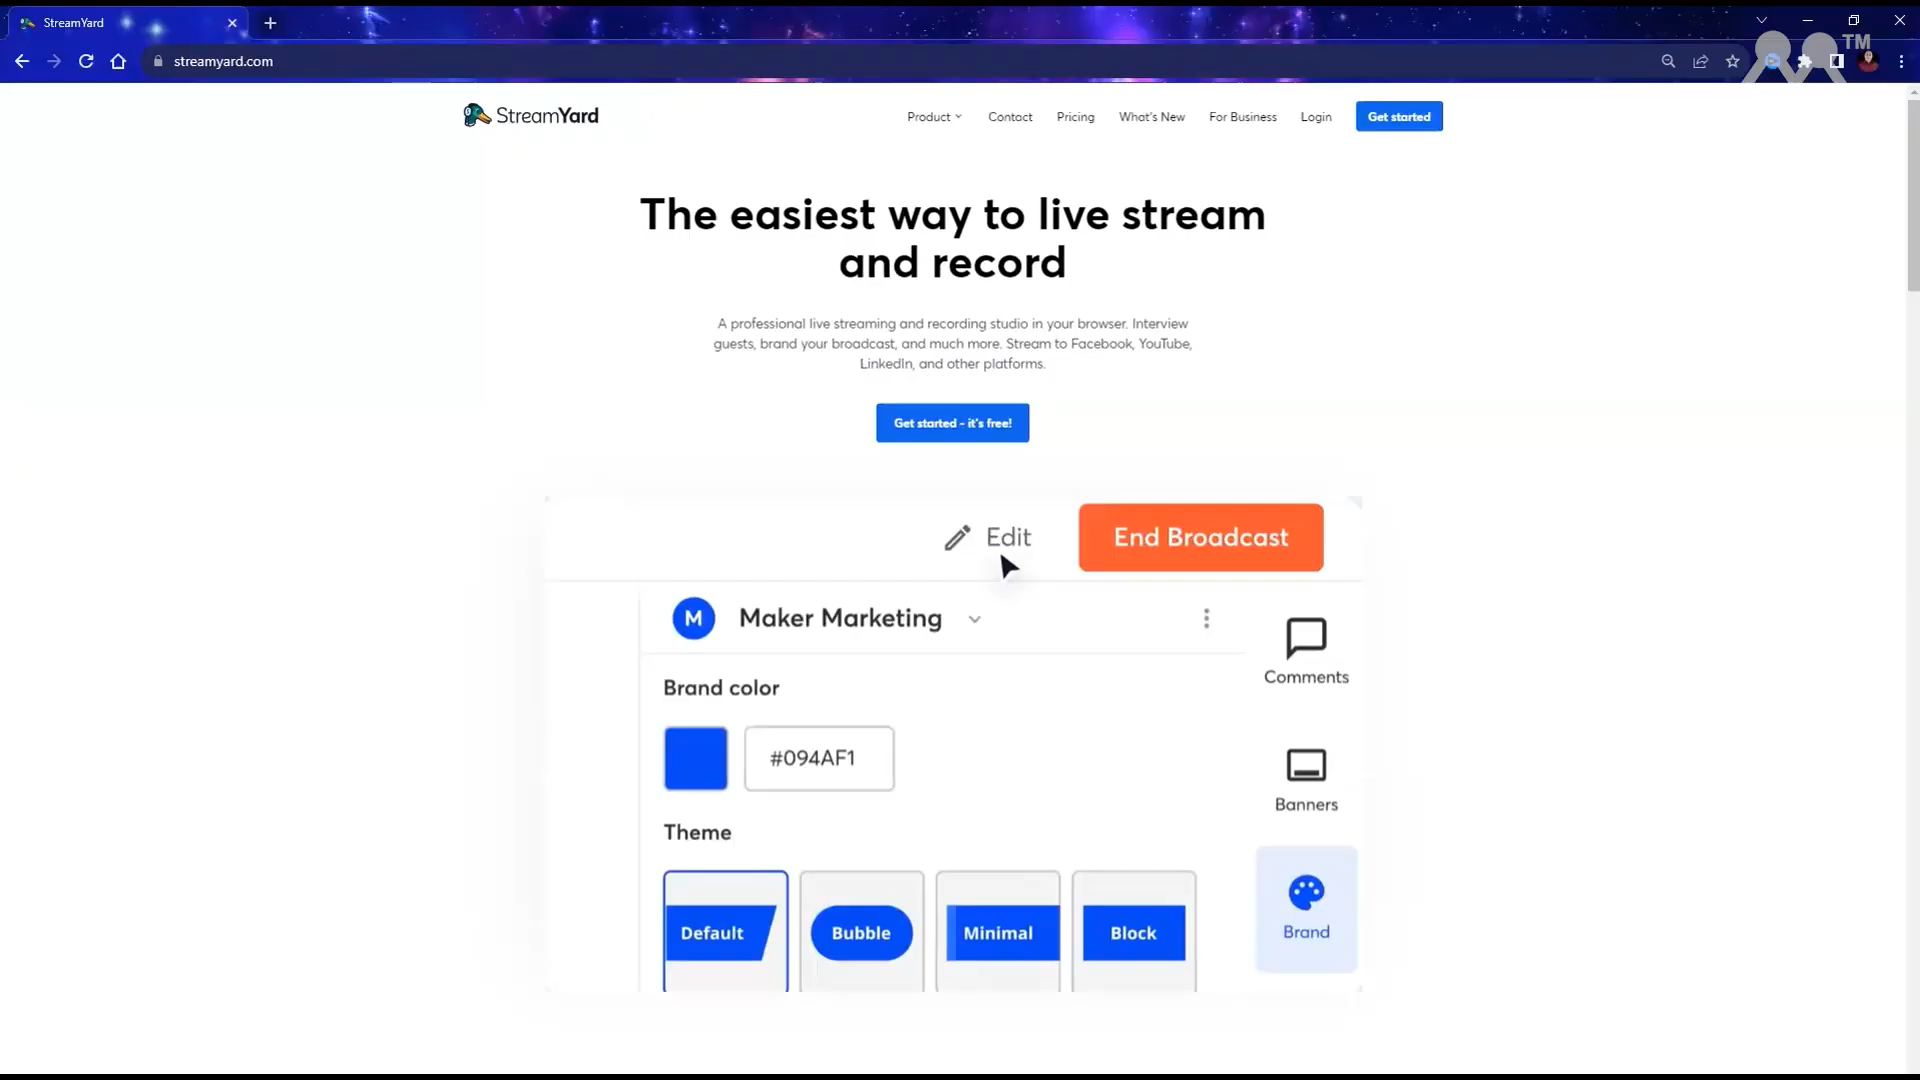 StreamYard
TM
streamyard.com
StreamYard
Product
Contact
Pricing
What's New
For Business
Login
Get started
The easiest way to live stream
and record
A professional live streaming and recording studio in your browser. Interview
guests, brand your broadcast, and much more. Stream to Facebook, YouTube,
LinkedIn, and other platforms.
Get started - it's free!
Edit
End Broadcast
M
Maker Marketing
Comments
Brand color
#094AF1
Banners
Theme
Default
Bubble
Minimal
Block
Brand